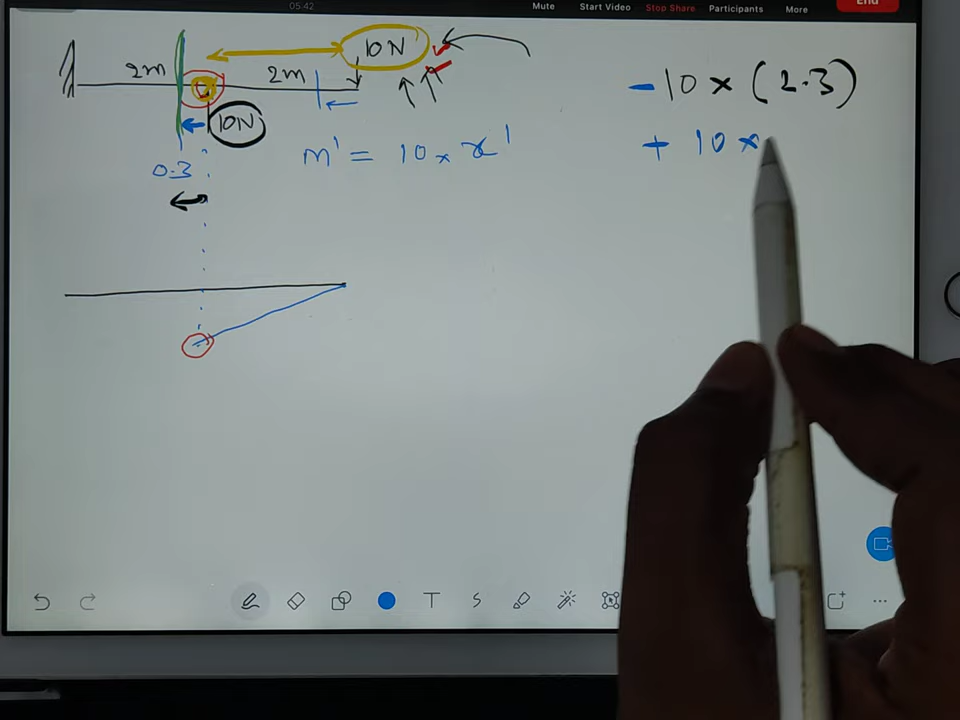 05.42
Mute Start Video Stop Share Participants More End
2m 2m 10N
10N
0.3
m' = 10 × x'
- 10 × (2.3)
+ 10 ×
T